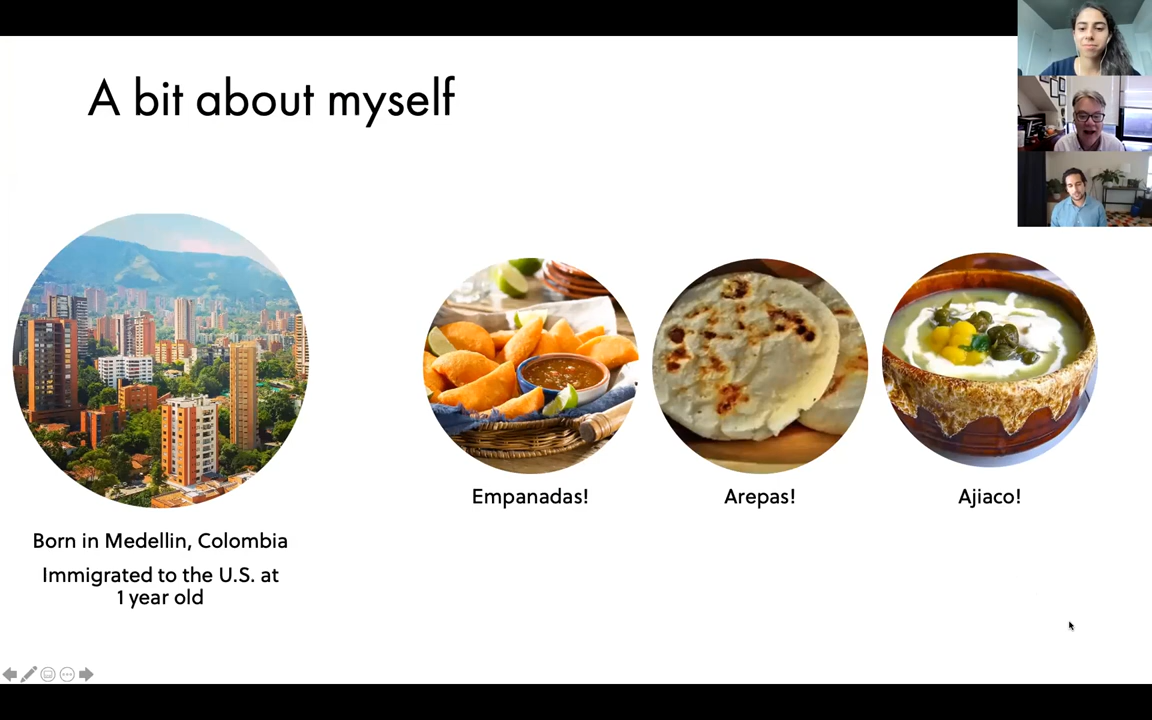 A bit about myself
Empanadas!
Arepas!
Ajiaco!
Born in Medellin, Colombia
Immigrated to the U.S. at
1 year old